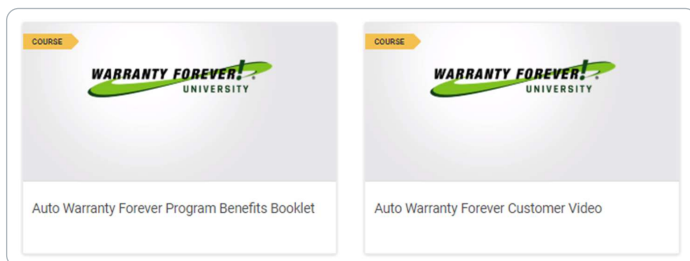 COURSE
WARRANTY FOREVER!
UNIVERSITY
Auto Warranty Forever Program Benefits Booklet
COURSE
WARRANTY FOREVER!
UNIVERSITY
Auto Warranty Forever Customer Video